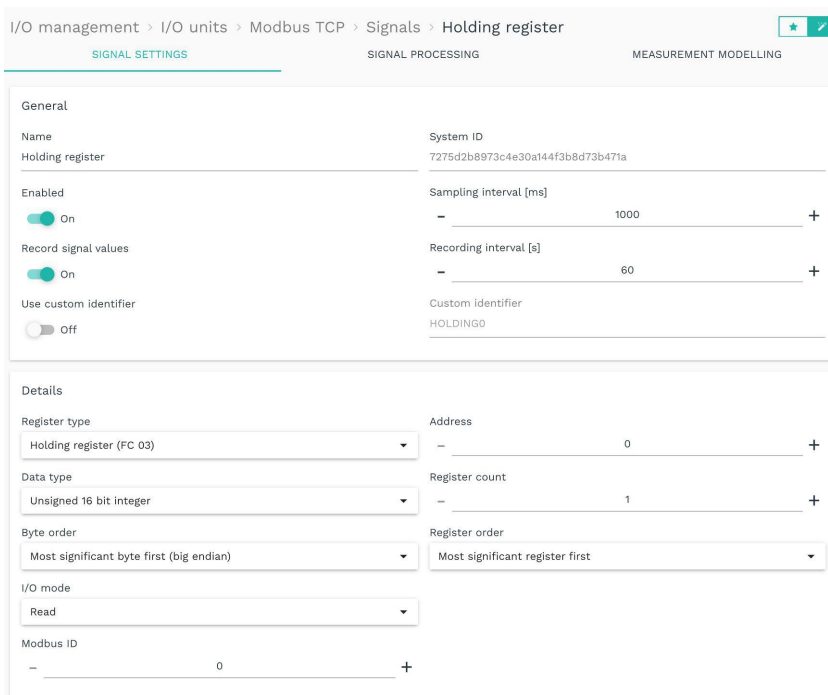 I/O management > I/O units > Modbus TCP > Signals > Holding register
SIGNAL SETTINGS SIGNAL PROCESSING MEASUREMENT MODELLING
General
Name System ID
Holding register 7275d2b8973c4e30a144f3b8d73b471a
Enabled Sampling interval [ms]
On - 1000 +
Record signal values Recording interval [s]
On - 60 +
Use custom identifier Custom identifier
Off HOLDING0
Details
Register type Address
Holding register (FC 03) - 0 +
Data type Register count
Unsigned 16 bit integer - 1 +
Byte order Register order
Most significant byte first (big endian) Most significant register first
I/O mode
Read
Modbus ID
- 0 +